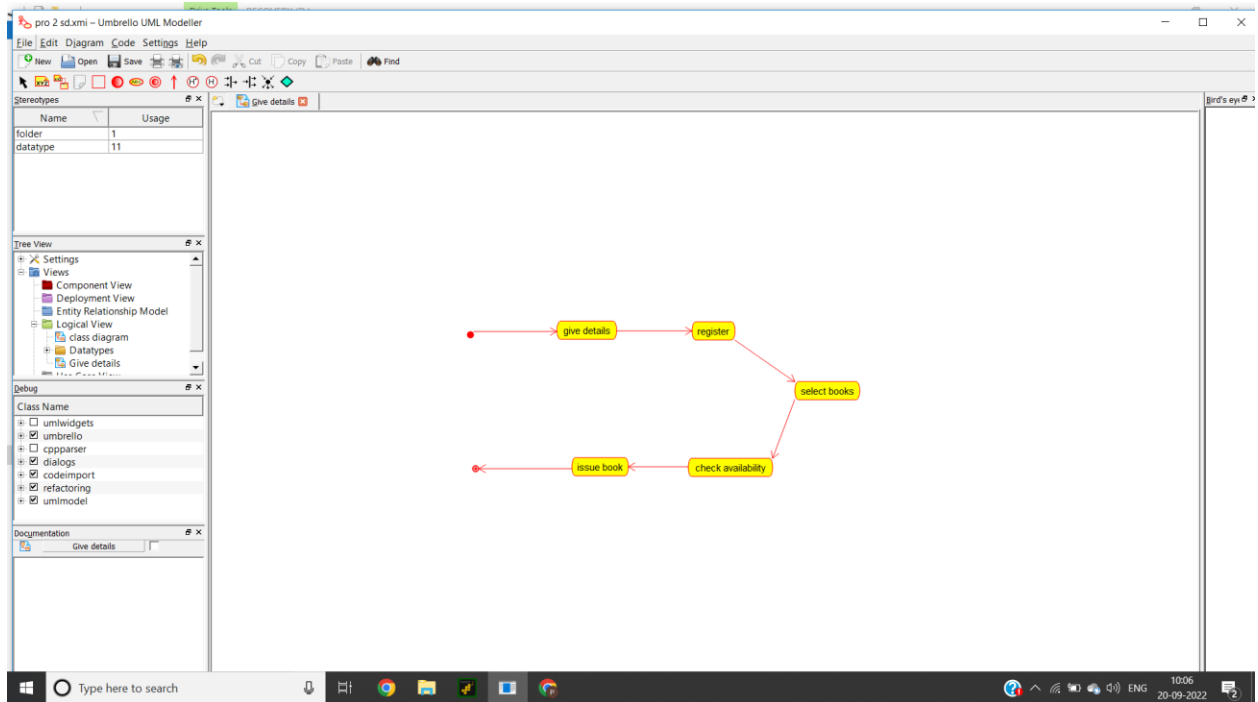 pro 2 sd.xmi – Umbrello UML Modeller
File Edit Diagram Code Settings Help
New Open Save Cut Copy Paste Find
Stereotypes
Name Usage
folder 1
datatype 11
Tree View
Settings
Views
Component View
Deployment View
Entity Relationship Model
Logical View
class diagram
Datatypes
Give details
Debug
Class Name
umlwidgets
umbrello
cppparser
dialogs
codeimport
refactoring
umlmodel
Documentation
Give details
Give details
Bird's ey
give details
register
select books
check availability
issue book
Type here to search
ENG
10:06
20-09-2022
2